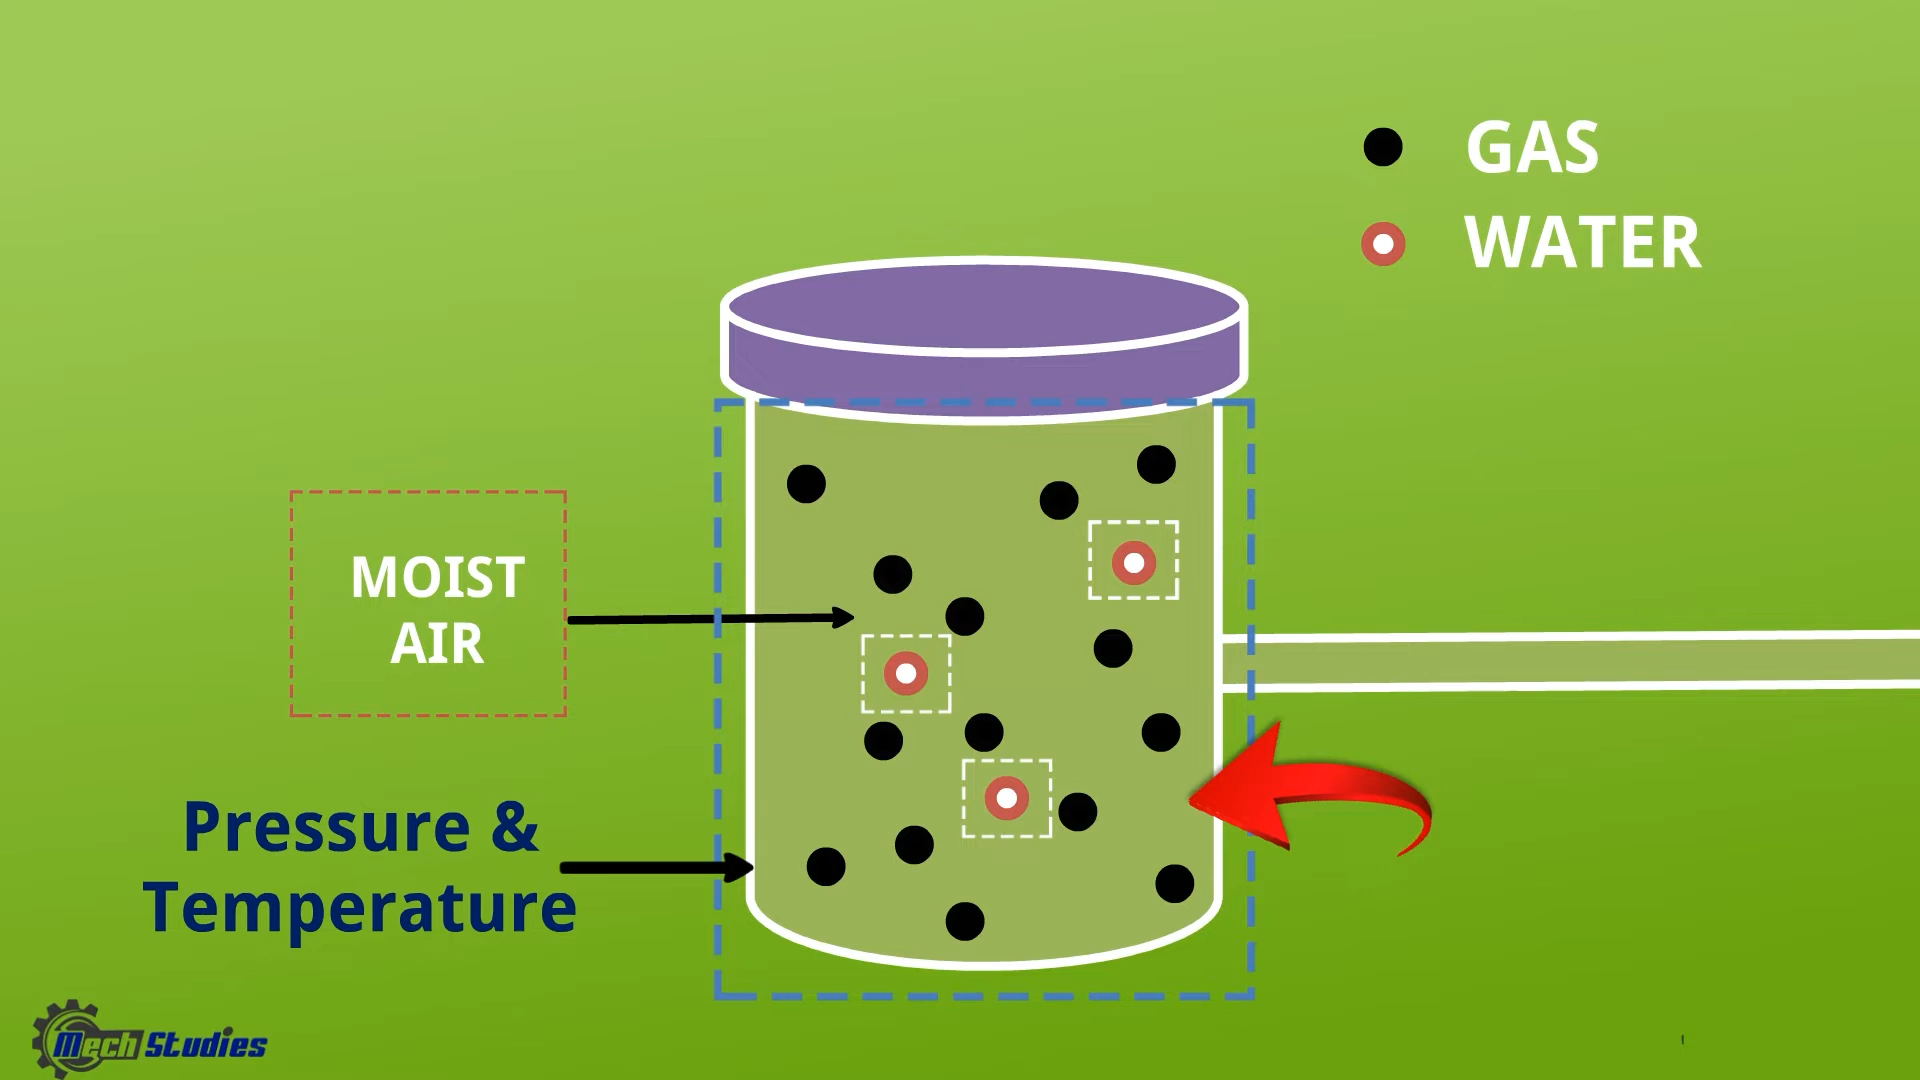 GAS
WATER
MOIST
AIR
Pressure &
Temperature
Mech Studies